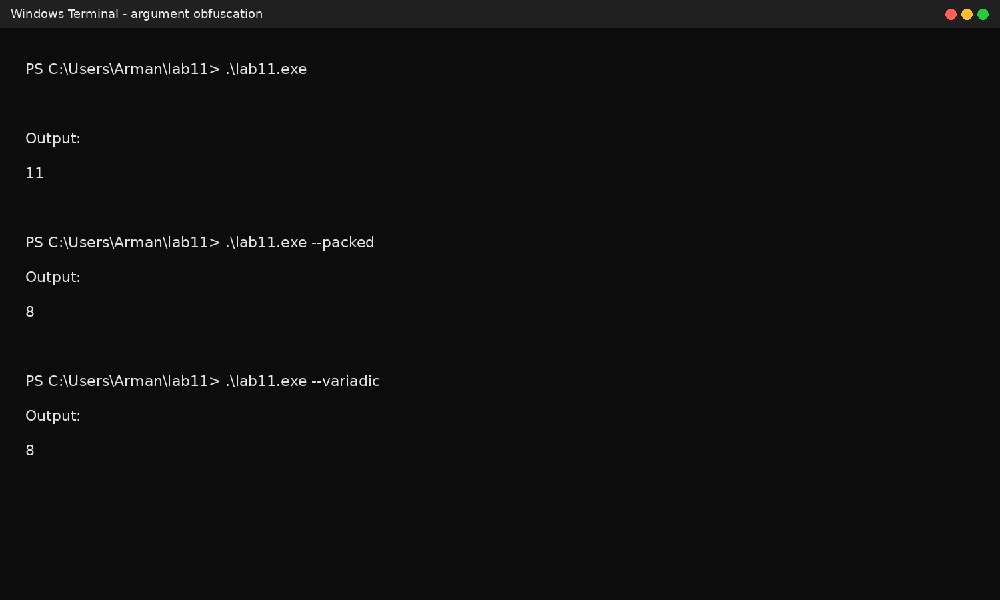 Windows Terminal - argument obfuscation
PS C:\Users\Arman\lab11> .\lab11.exe
Output:
11
PS C:\Users\Arman\lab11> .\lab11.exe --packed
Output:
8
PS C:\Users\Arman\lab11> .\lab11.exe --variadic
Output:
8